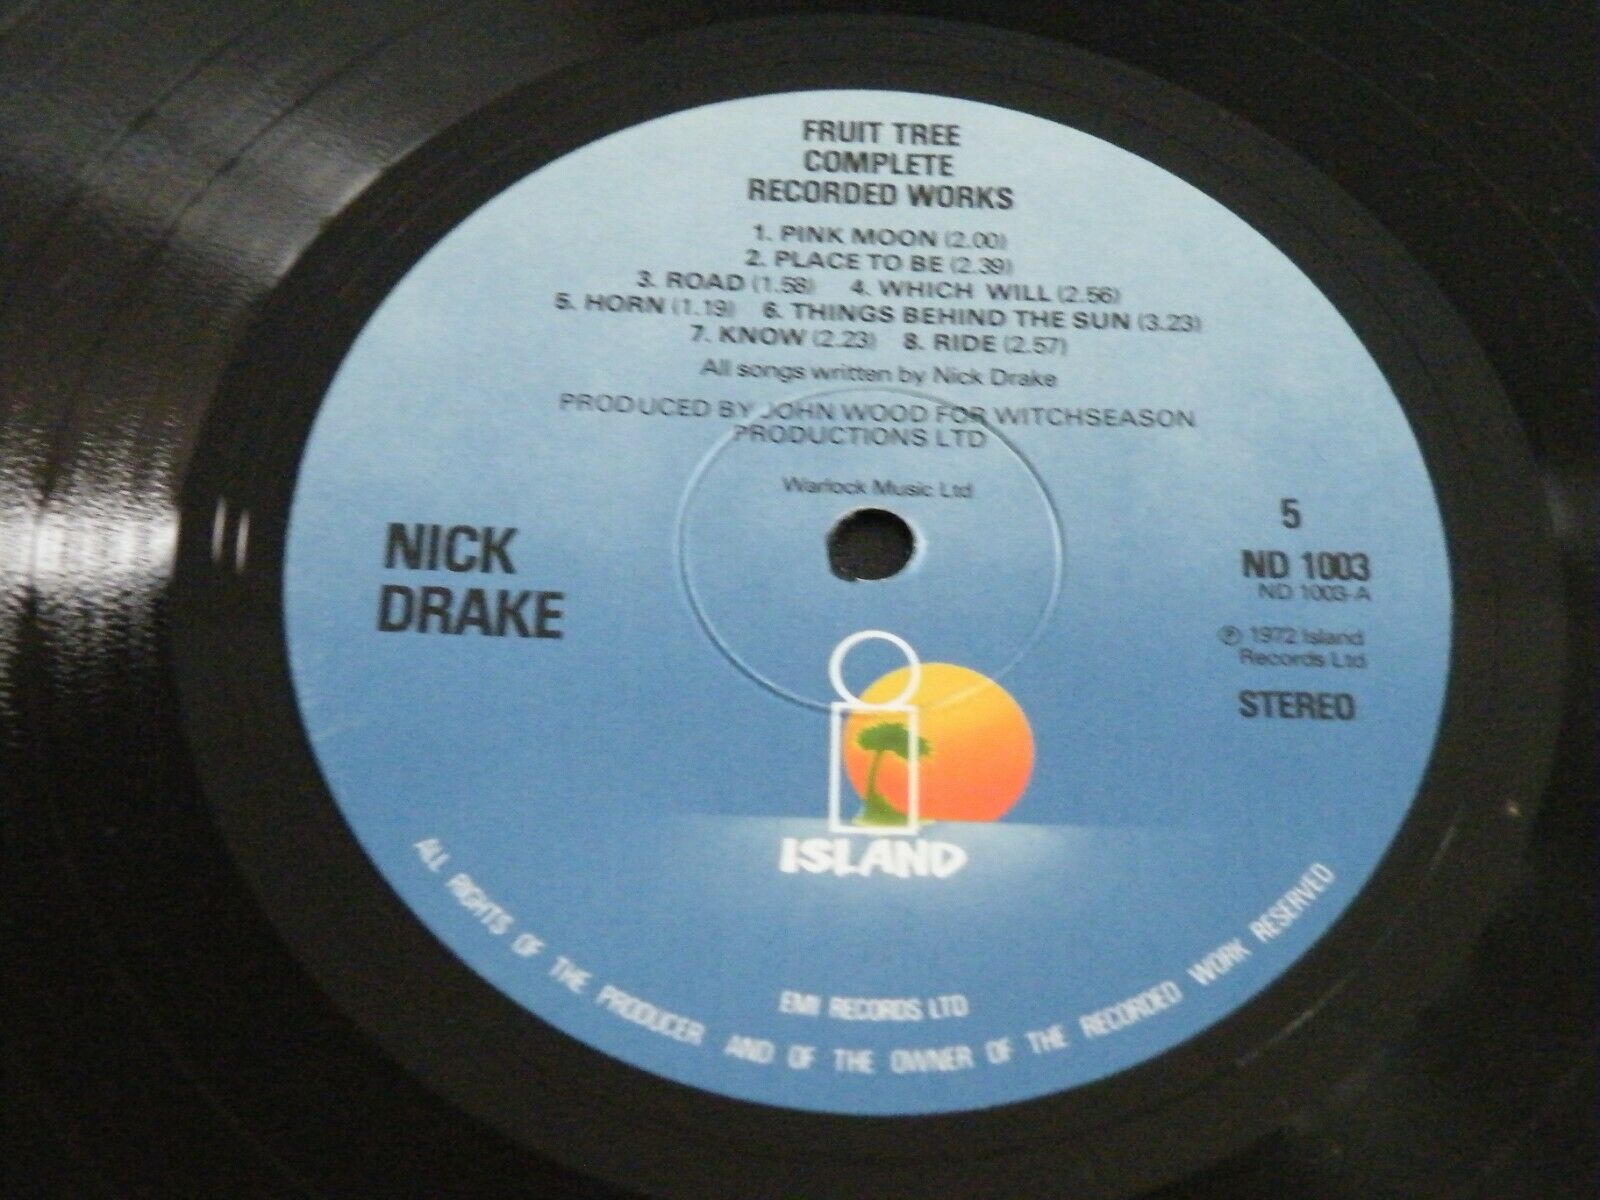 FRUIT TREE
COMPLETE
RECORDED WORKS
1. PINK MOON (2.00)
2. PLACE TO BE (2.39)
3. ROAD (1.58) 4. WHICH WILL (2.56)
5. HORN (1.19) 6. THINGS BEHIND THE SUN (3.23)
7. KNOW (2.23) 8. RIDE (2.57)
All songs written by Nick Drake
PRODUCED BY JOHN WOOD FOR WITCHSEASON
PRODUCTIONS LTD
Warlock Music Ltd
NICK
DRAKE
5
ND 1003
ND 1003-A
℗ 1972 Island
Records Ltd
STEREO
ISLAND
EMI RECORDS LTD
ALL RIGHTS OF THE PRODUCER AND OF THE OWNER OF THE RECORDED WORK RESERVED